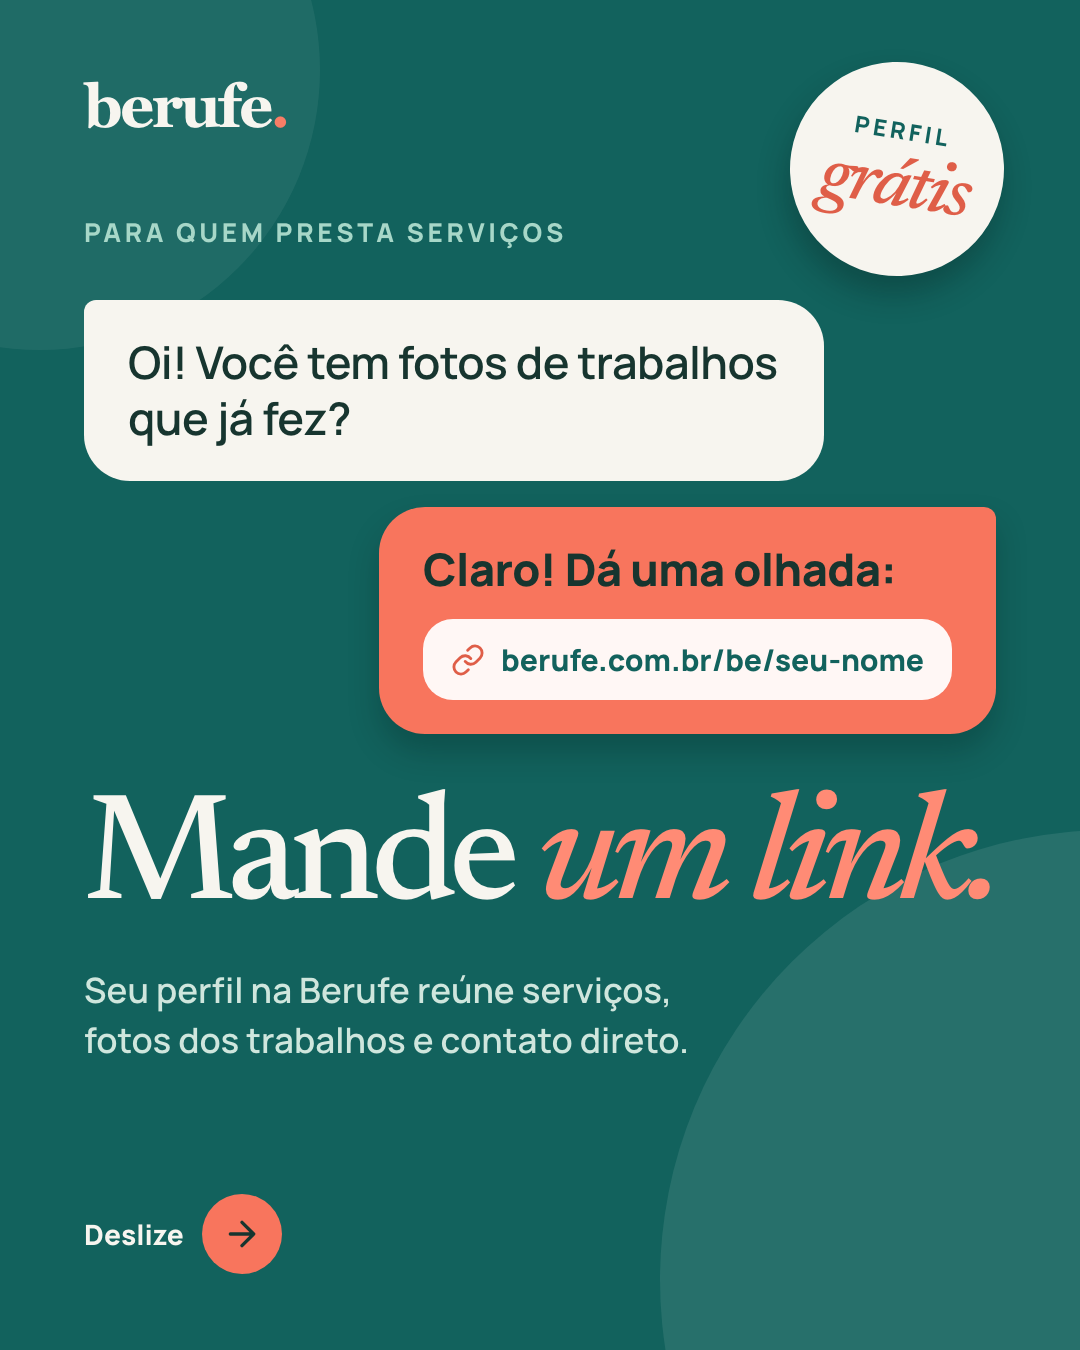 berufe.
PERFIL
grátis
PARA QUEM PRESTA SERVIÇOS
Oi! Você tem fotos de trabalhos
que já fez?
Claro! Dá uma olhada:
berufe.com.br/be/seu-nome
Mande um link.
Seu perfil na Berufe reúne serviços,
fotos dos trabalhos e contato direto.
Deslize